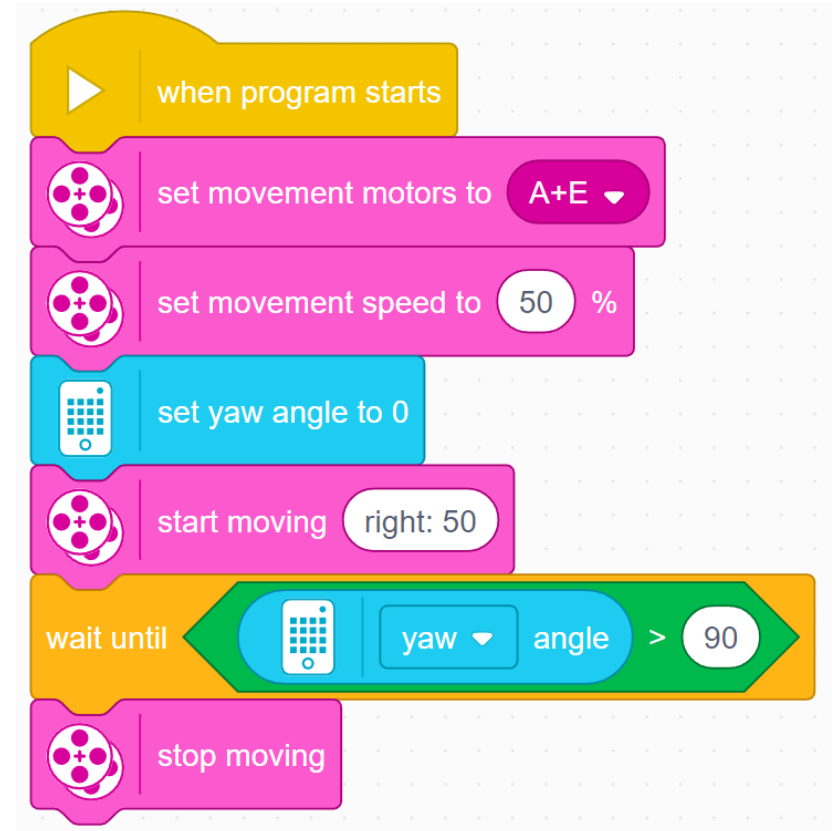 when program starts
set movement motors to A+E
set movement speed to 50 %
set yaw angle to 0
start moving right: 50
wait until yaw angle > 90
stop moving